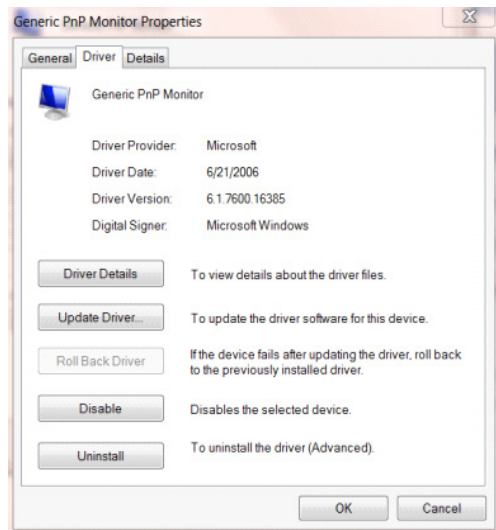 Generic PnP Monitor Properties
General Driver Details
Generic PnP Monitor
Driver Provider: Microsoft
Driver Date: 6/21/2006
Driver Version: 6.1.7600.16385
Digital Signer: Microsoft Windows
Driver Details To view details about the driver files.
Update Driver... To update the driver software for this device.
Roll Back Driver If the device fails after updating the driver, roll back
to the previously installed driver.
Disable Disables the selected device.
Uninstall To uninstall the driver (Advanced).
OK Cancel